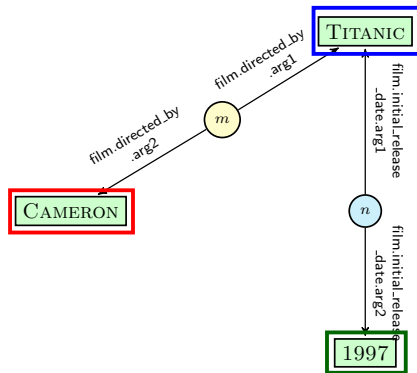 TITANIC
film.directed_by
.arg1
m
film.directed_by
.arg2
CAMERON
film.initial_release
_date.arg1
n
film.initial_release
_date.arg2
1997